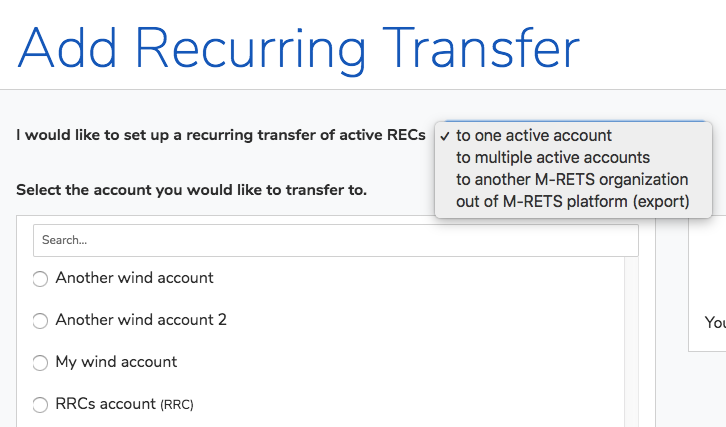 Add Recurring Transfer
I would like to set up a recurring transfer of active RECs
✓ to one active account
to multiple active accounts
to another M-RETS organization
out of M-RETS platform (export)
Select the account you would like to transfer to.
Search...
Another wind account
Another wind account 2
My wind account
RRCs account (RRC)